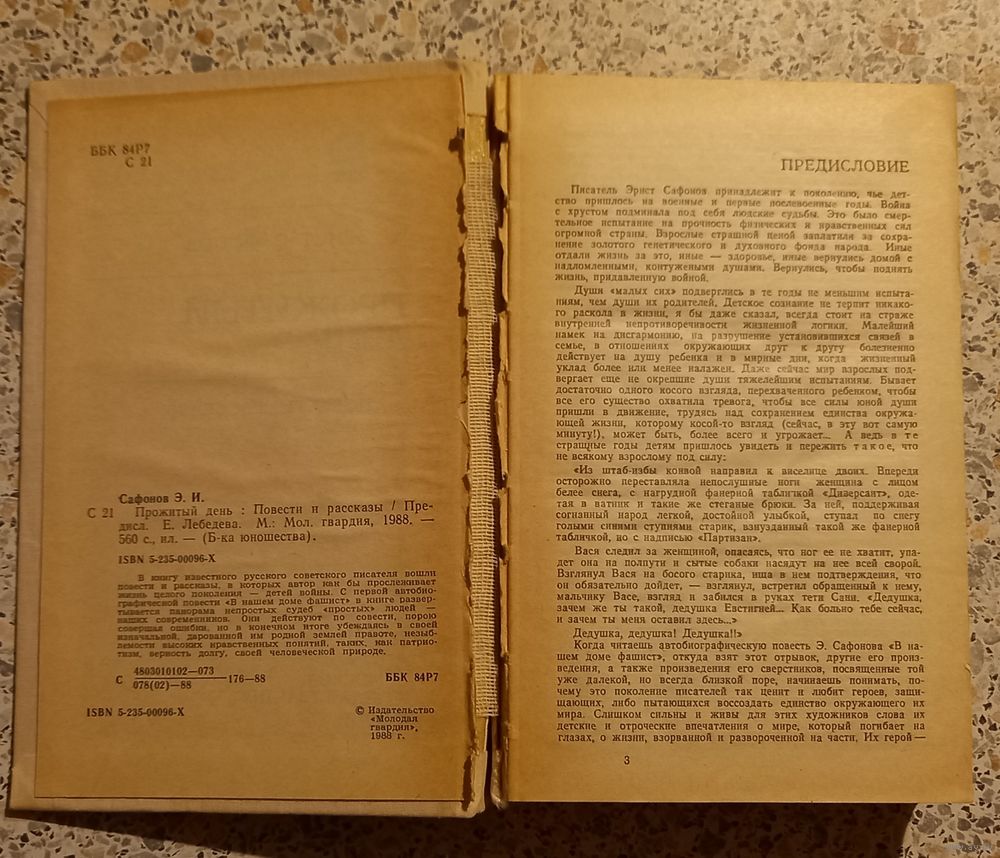 ББК 84Р7
С 21
Сафонов Э. И.
С 21 Прожитый день : Повести и рассказы / Пре-
дисл. Е. Лебедева. М.: Мол. гвардия, 1988. —
560 с., ил. — (Б-ка юношества).
ISBN 5-235-00096-X
В книгу известного русского советского писателя вошли
повести и рассказы, в которых автор как бы прослеживает
жизнь целого поколения — детей войны. С первой автобио-
графической повести «В нашем доме фашист» в книге развер-
тывается панорама непростых судеб «простых» людей —
наших современников. Они действуют по совести, порою
совершая ошибки, но в конечном итоге убеждаясь в своей
изначальной, дарованной им родной землей правоте, незыб-
лемости высоких нравственных понятий, таких, как патрио-
тизм, верность долгу, своей человеческой природе.
С 4803010102—073
078(02)—88 176—88
ББК 84Р7
ISBN 5-235-00096-X
© Издательство
«Молодая
гвардия»,
1988 г.
ПРЕДИСЛОВИЕ
Писатель Эрнст Сафонов принадлежит к поколению, чье дет-
ство пришлось на военные и первые послевоенные годы. Война
с хрустом подминала под себя людские судьбы. Это было смер-
тельное испытание на прочность физических и нравственных сил
огромной страны. Взрослые страшной ценой заплатили за сохра-
нение золотого генетического и духовного фонда народа. Иные
отдали жизнь за это, иные — здоровье, иные вернулись домой с
надломленными, контужеными душами. Вернулись, чтобы поднять
жизнь, придавленную войной.
Души «малых сих» подверглись в те годы не меньшим испыта-
ниям, чем души их родителей. Детское сознание не терпит никако-
го раскола в жизни, я бы даже сказал, всегда стоит на страже
внутренней непротиворечивости жизненной логики. Малейший
намек на дисгармонию, на разрушение установившихся связей в
семье, в отношениях окружающих друг к другу болезненно
действует на душу ребенка и в мирные дни, когда жизненный
уклад более или менее налажен. Даже сейчас мир взрослых под-
вергает еще не окрепшие души тяжелейшим испытаниям. Бывает
достаточно одного косого взгляда, перехваченного ребенком, чтобы
все его существо охватила тревога, чтобы все силы юной души
пришли в движение, трудясь над сохранением единства окружа-
ющей жизни, которому косой-то взгляд (сейчас, в эту вот самую
минуту!), может быть, более всего и угрожает... А ведь в те
страдные годы детям пришлось увидеть и пережить такое, что
не всякому взрослому под силу:
«Из штаб-избы конвой направил к виселице двоих. Впереди
осторожно переставляла непослушные ноги женщина с лицом
белее снега, с нагрудной фанерной табличкой «Диверсант», оде-
тая в ватник и такие же стеганые брюки. За ней, поддерживая
согнанный народ легкой, достойной улыбкой, ступал по снегу
голыми синими ступнями старик, взнузданный такой же фанерной
табличкой, но с надписью «Партизан».
Вася следил за женщиной, опасаясь, что ног ее не хватит, упа-
дет она на полпути и сытые собаки насядут на нее всей сворой.
Взглянул Вася на босого старика, ища в нем подтверждения, что
он обязательно дойдет, — взглянул, встретил обращенный к нему,
мальчику Васе, взгляд и забился в руках тети Сани. «Дедушка,
зачем же ты такой, дедушка Евстигней... Как больно тебе сейчас,
и зачем ты меня оставил здесь...»
Дедушка, дедушка! Дедушка!!»
Когда читаешь автобиографическую повесть Э. Сафонова «В на-
шем доме фашист», откуда взят этот отрывок, другие его произ-
ведения, а также произведения его сверстников, посвященные той
уже далекой, но всегда близкой поре, начинаешь понимать, по-
чему это поколение писателей так ценит и любит героев, защи-
щающих, либо пытающихся воссоздать единство окружающего их
мира. Слишком сильны и живы для этих художников слова их
детские и отроческие впечатления о мире, который погибает на
глазах, о жизни, взорванной и развороченной на части. Их герой—
3